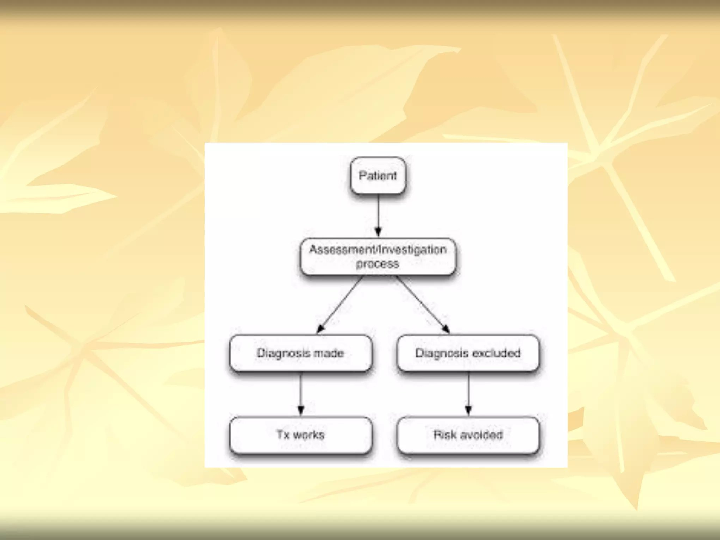 Patient
Assessment/Investigation
process
Diagnosis made
Diagnosis excluded
Tx works
Risk avoided